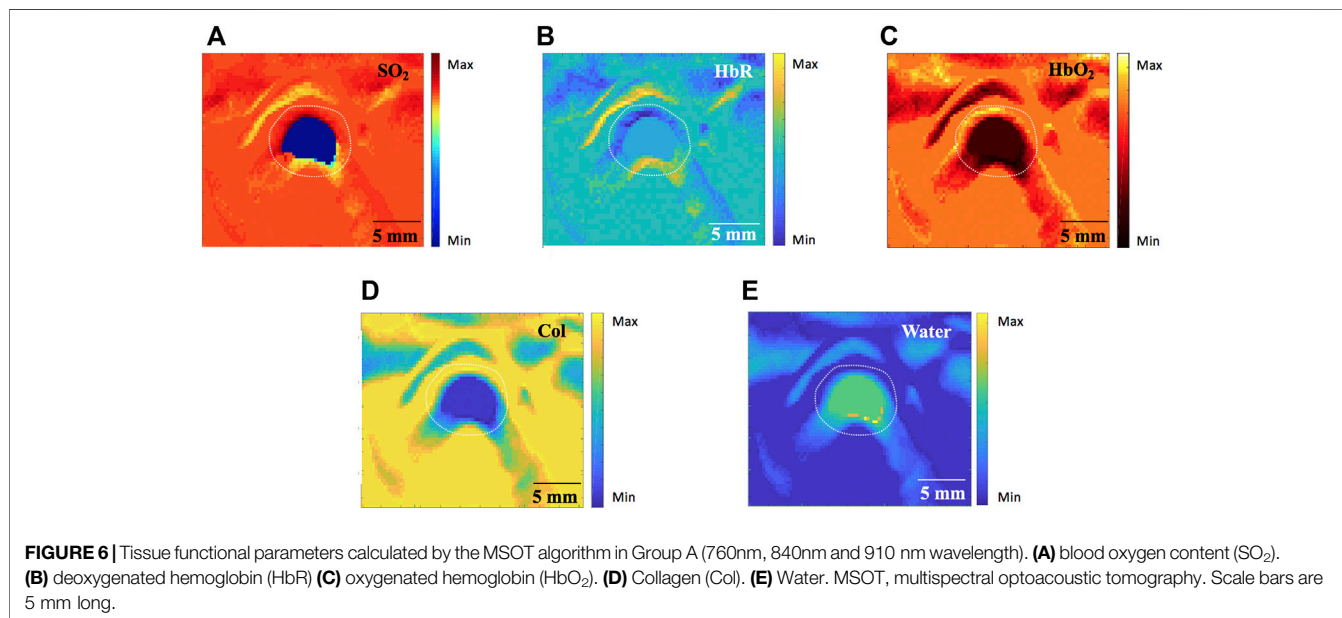 A
SO₂
Max
Min
5 mm
B
HbR
Max
Min
5 mm
C
HbO₂
Max
Min
5 mm
D
Col
Max
Min
5 mm
E
Water
Max
Min
5 mm
FIGURE 6 | Tissue functional parameters calculated by the MSOT algorithm in Group A (760nm, 840nm and 910 nm wavelength). (A) blood oxygen content (SO₂).
(B) deoxygenated hemoglobin (HbR) (C) oxygenated hemoglobin (HbO₂). (D) Collagen (Col). (E) Water. MSOT, multispectral optoacoustic tomography. Scale bars are
5 mm long.